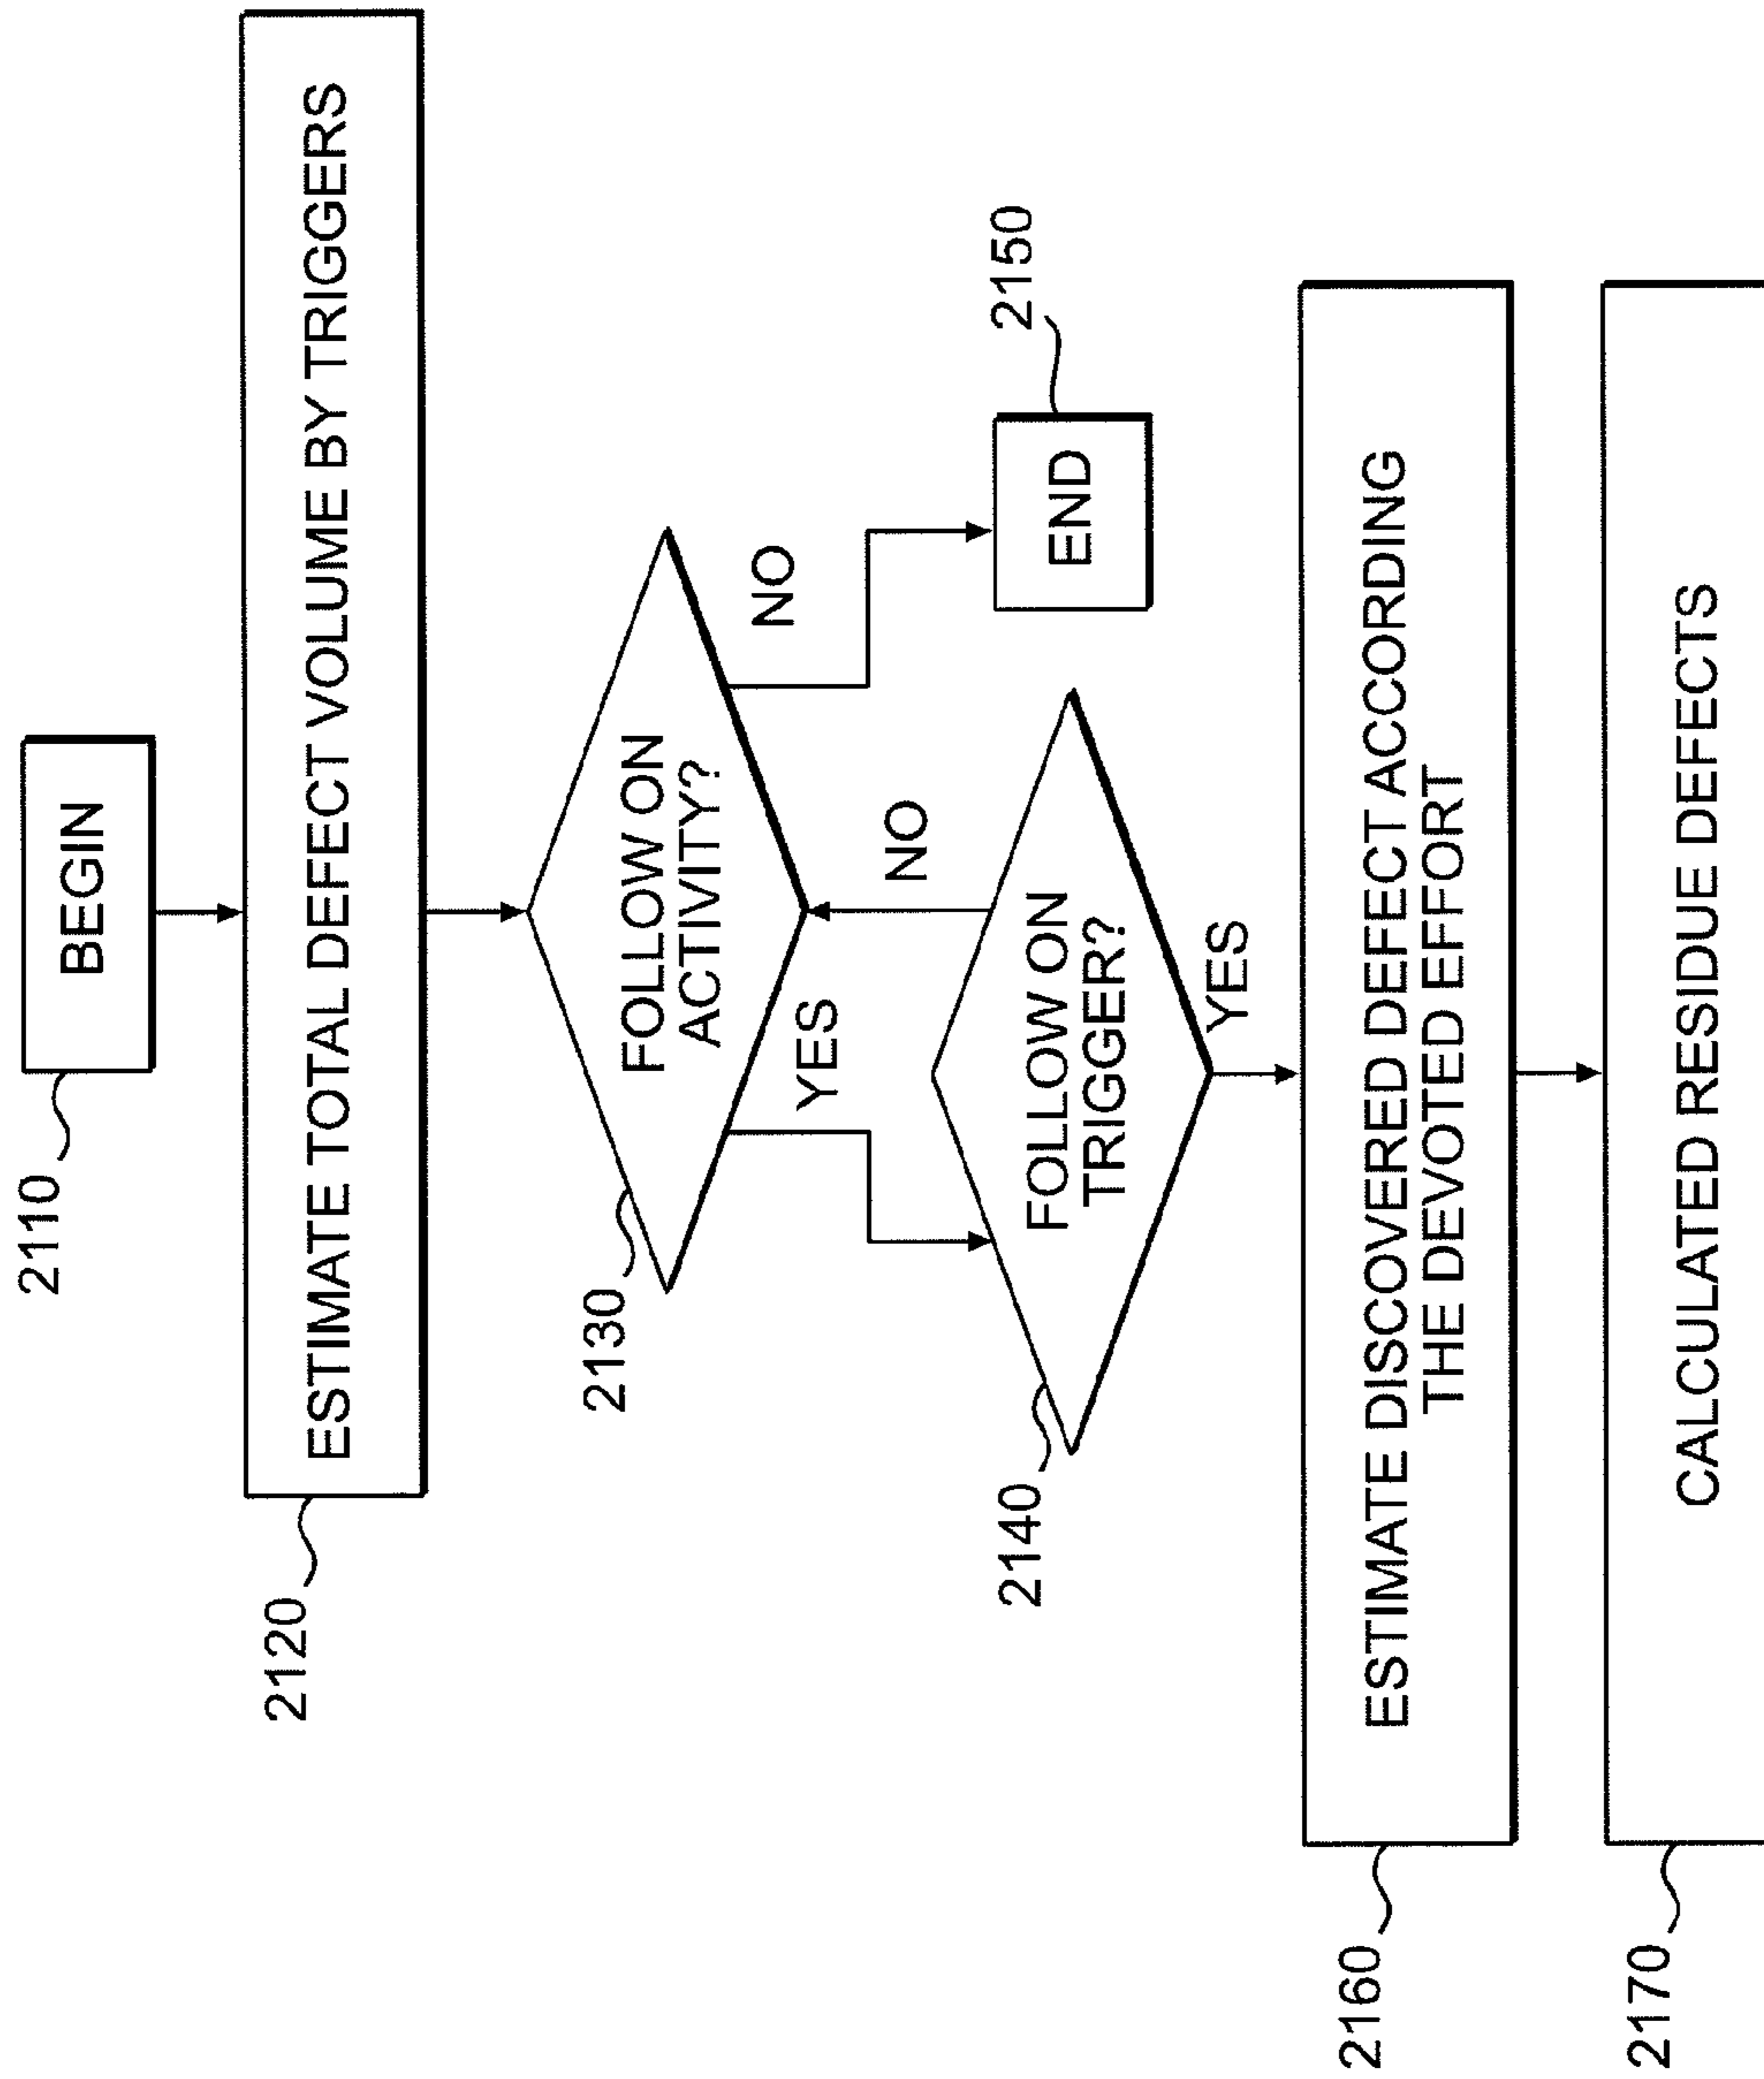 2110
BEGIN
2120
ESTIMATE TOTAL DEFECT VOLUME BY TRIGGERS
2130
FOLLOW ON
ACTIVITY?
YES
NO
2140
FOLLOW ON
TRIGGER?
NO
2150
END
YES
2160
ESTIMATE DISCOVERED DEFECT ACCORDING
THE DEVOTED EFFORT
2170
CALCULATED RESIDUE DEFECTS